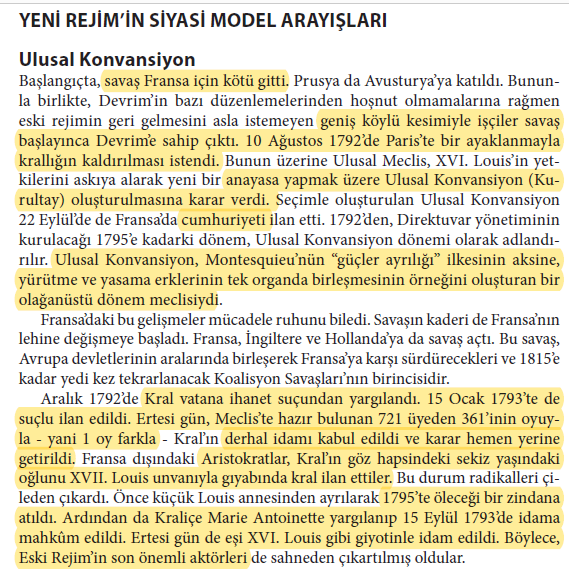 YENİ REJİM'İN SİYASİ MODEL ARAYIŞLARI
Ulusal Konvansiyon
Başlangıçta, savaş Fransa için kötü gitti. Prusya da Avusturya'ya katıldı. Bunun-
la birlikte, Devrim'in bazı düzenlemelerinden hoşnut olmamalarına rağmen
eski rejimin geri gelmesini asla istemeyen geniş köylü kesimiyle işçiler savaş
başlayınca Devrim'e sahip çıktı. 10 Ağustos 1792'de Paris'te bir ayaklanmayla
krallığın kaldırılması istendi. Bunun üzerine Ulusal Meclis, XVI. Louis'in yet-
kilerini askıya alarak yeni bir anayasa yapmak üzere Ulusal Konvansiyon (Ku-
rultay) oluşturulmasına karar verdi. Seçimle oluşturulan Ulusal Konvansiyon
22 Eylül'de de Fransa'da cumhuriyeti ilan etti. 1792'den, Direktuvar yönetiminin
kurulacağı 1795'e kadarki dönem, Ulusal Konvansiyon dönemi olarak adlandı-
rılır. Ulusal Konvansiyon, Montesquieu'nün "güçler ayrılığı" ilkesinin aksine,
yürütme ve yasama erklerinin tek organda birleşmesinin örneğini oluşturan bir
olağanüstü dönem meclisiydi.
Fransa'daki bu gelişmeler mücadele ruhunu biledi. Savaşın kaderi de Fransa'nın
lehine değişmeye başladı. Fransa, İngiltere ve Hollanda'ya da savaş açtı. Bu savaş,
Avrupa devletlerinin aralarında birleşerek Fransa'ya karşı sürdürecekleri ve 1815'e
kadar yedi kez tekrarlanacak Koalisyon Savaşları'nın birincisidir.
Aralık 1792'de Kral vatana ihanet suçundan yargılandı. 15 Ocak 1793'te de
suçlu ilan edildi. Ertesi gün, Meclis'te hazır bulunan 721 üyeden 361'inin oyuy-
la - yani 1 oy farkla - Kral'ın derhal idamı kabul edildi ve karar hemen yerine
getirildi. Fransa dışındaki Aristokratlar, Kral'ın göz hapsindeki sekiz yaşındaki
oğlunu XVII. Louis unvanıyla gıyabında kral ilan ettiler. Bu durum radikalleri çi-
leden çıkardı. Önce küçük Louis annesinden ayrılarak 1795'te öleceği bir zindana
atıldı. Ardından da Kraliçe Marie Antoinette yargılanıp 15 Eylül 1793'de idama
mahkûm edildi. Ertesi gün de eşi XVI. Louis gibi giyotinle idam edildi. Böylece,
Eski Rejim'in son önemli aktörleri de sahneden çıkartılmış oldular.